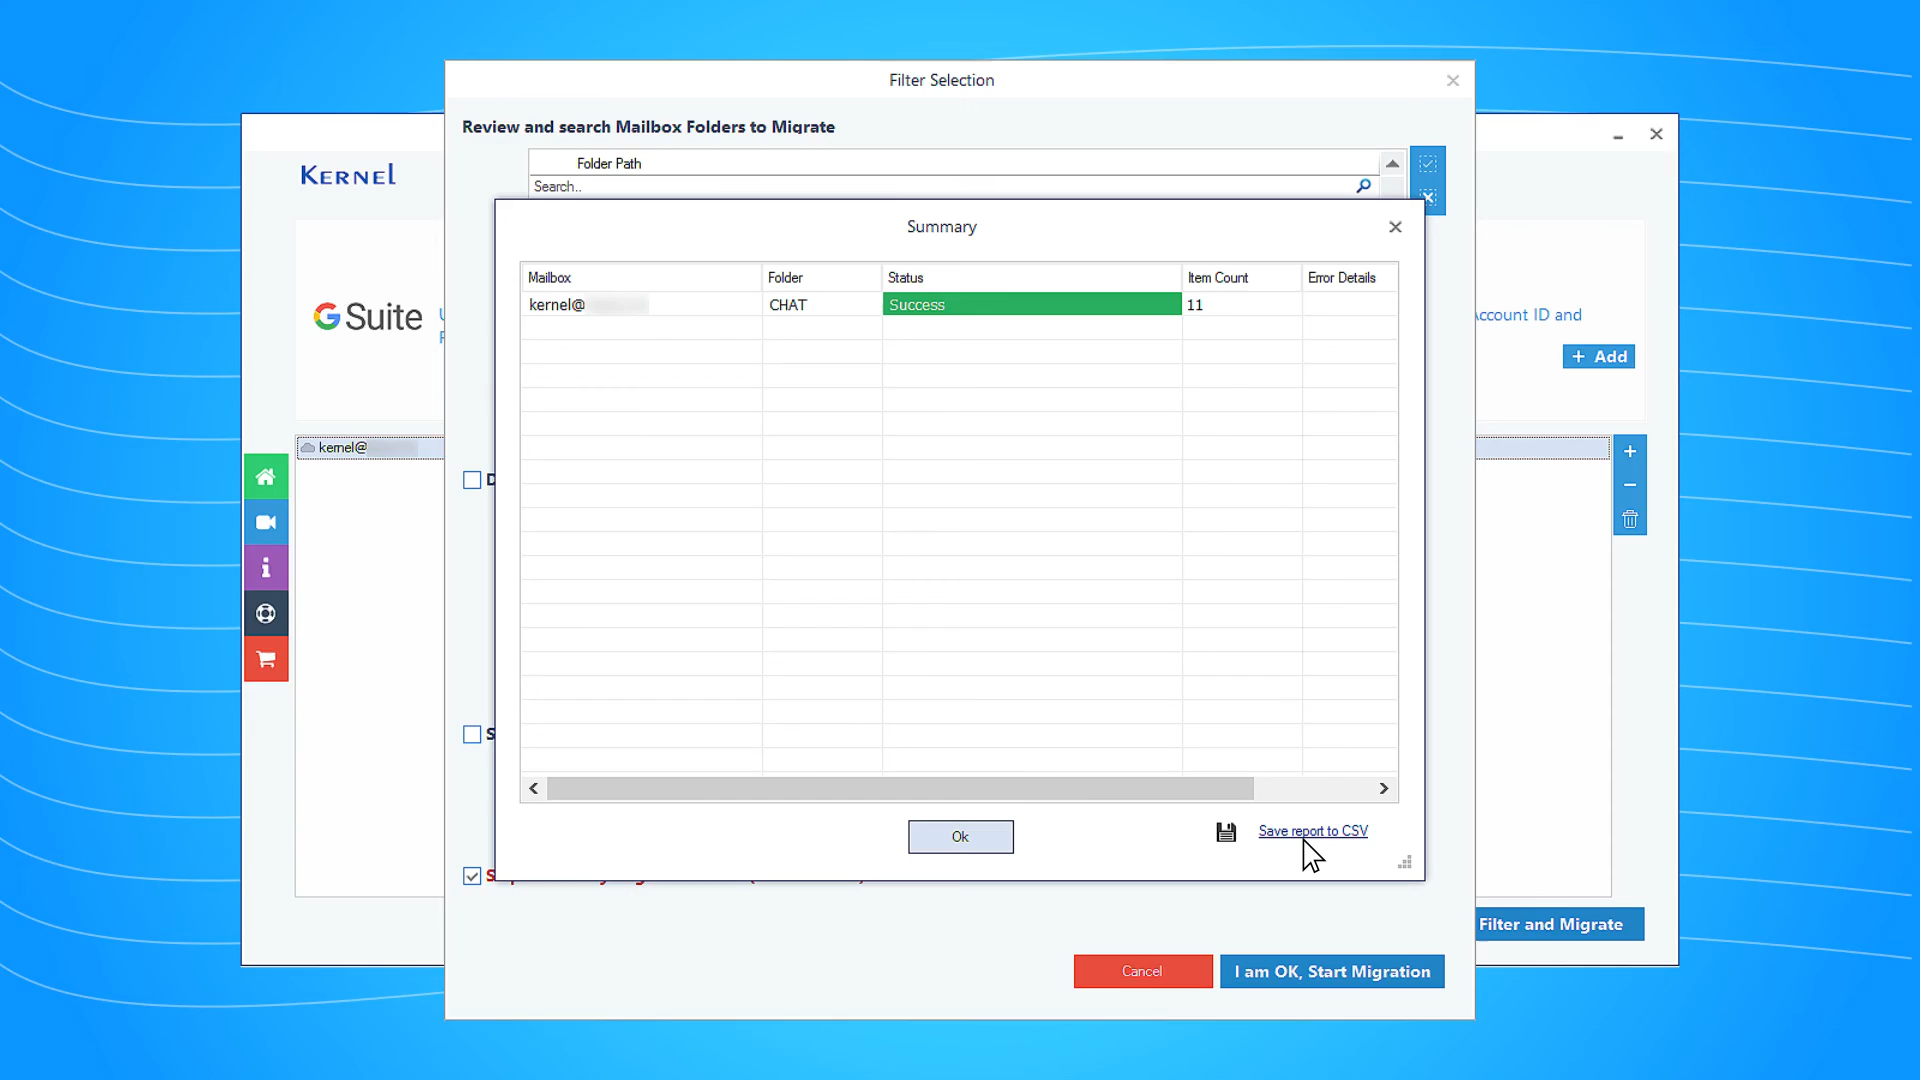 Filter Selection
Review and search Mailbox Folders to Migrate
Folder Path
Search..
KERNEL
Summary
Mailbox Folder Status Item Count Error Details
kernel@ CHAT Success 11
G Suite
Account ID and
+ Add
kernel@
Ok
Save report to CSV
Filter and Migrate
Cancel
I am OK, Start Migration